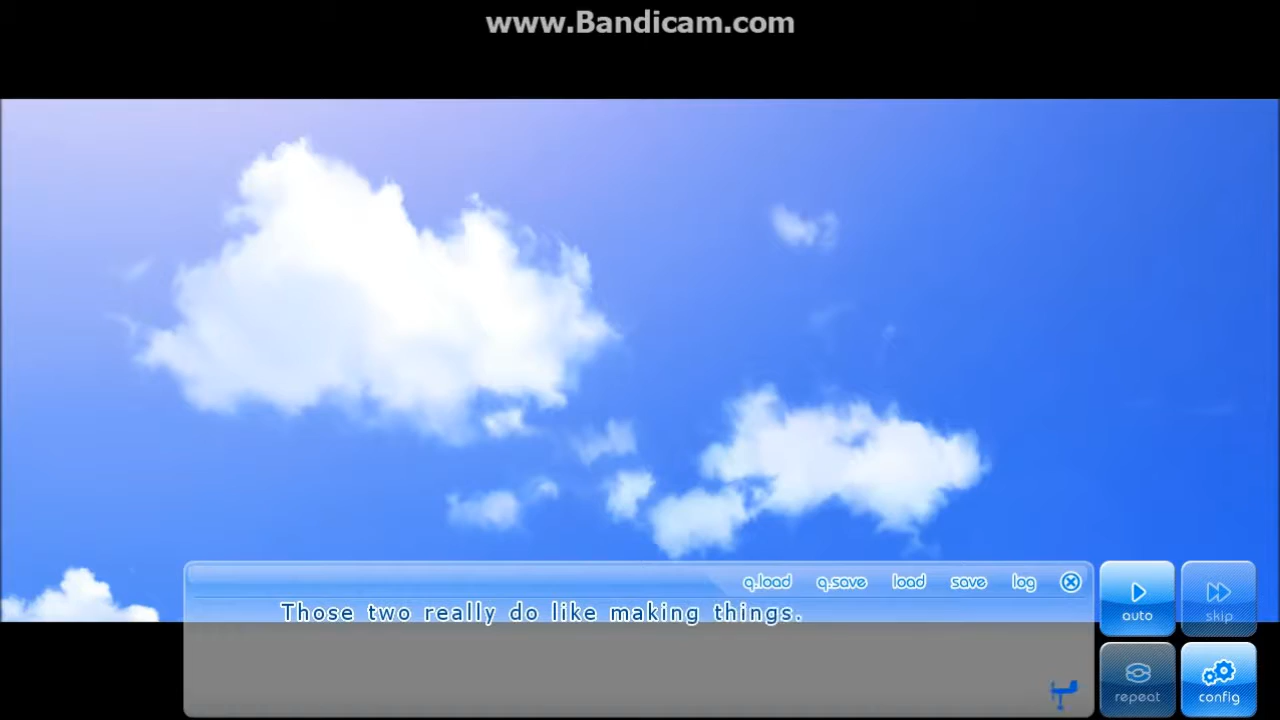 www.Bandicam.com
q.load q.save load save log
Those two really do like making things.
auto skip
repeat config